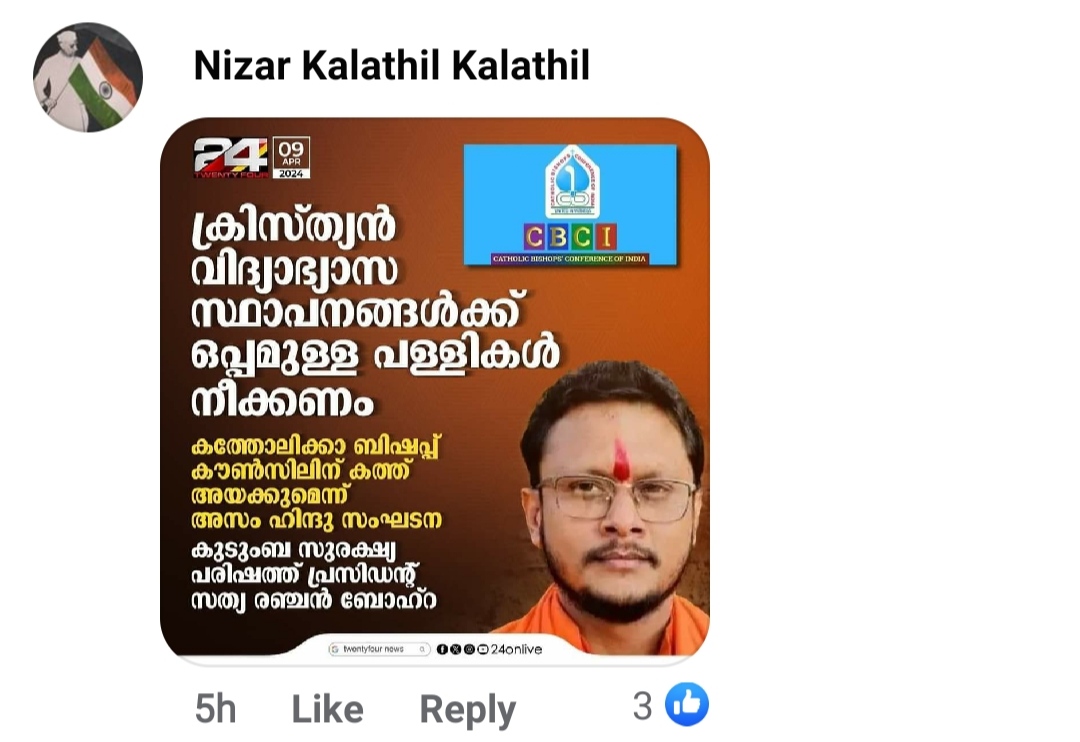 Nizar Kalathil Kalathil
24
TWENTY FOUR
09
APR
2024
CBCI
CATHOLIC BISHOPS' CONFERENCE OF INDIA
ക്രിസ്ത്യൻ
വിദ്യാഭ്യാസ
സ്ഥാപനങ്ങൾക്ക്
ഒപ്പമുള്ള പള്ളികൾ
നീക്കണം
കത്തോലിക്കാ ബിഷപ്പ്
കൗൺസിലിന് കത്ത്
അയക്കുമെന്ന്
അസം ഹിന്ദു സംഘടന
കുടുംബ സുരക്ഷ്യ
പരിഷത്ത് പ്രസിഡന്റ്
സത്യ രഞ്ചൻ ബോഹ്റ
twentyfour news
24onlive
5h Like Reply 3